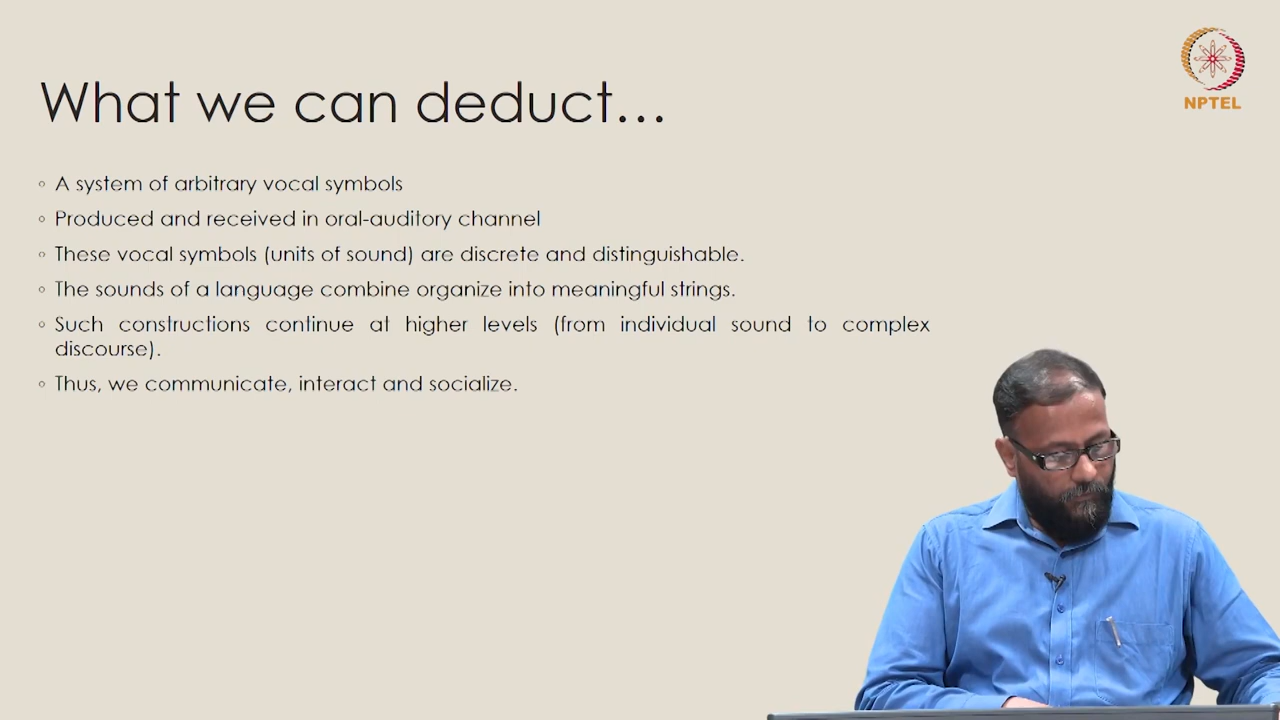 What we can deduct...
NPTEL
◦ A system of arbitrary vocal symbols
◦ Produced and received in oral-auditory channel
◦ These vocal symbols (units of sound) are discrete and distinguishable.
◦ The sounds of a language combine organize into meaningful strings.
◦ Such constructions continue at higher levels (from individual sound to complex
discourse).
◦ Thus, we communicate, interact and socialize.